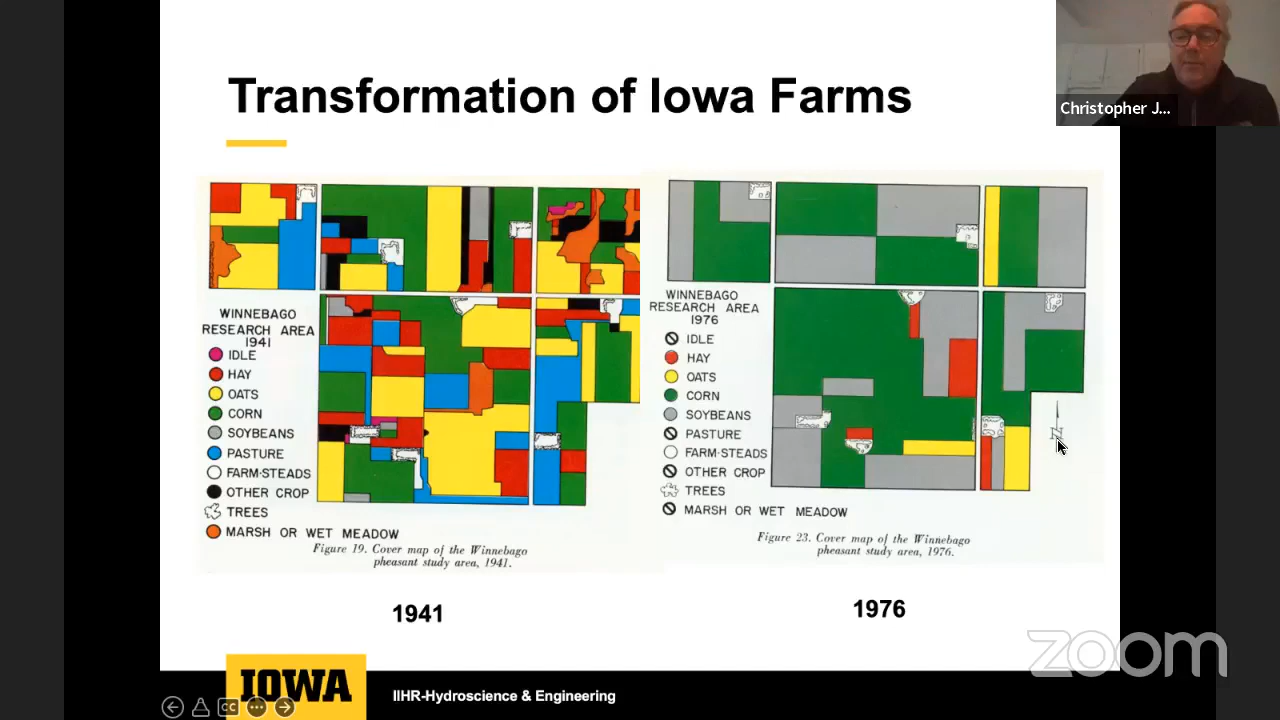 Transformation of Iowa Farms
Christopher J...
WINNEBAGO
RESEARCH AREA
1941
IDLE
HAY
OATS
CORN
SOYBEANS
PASTURE
FARM-STEADS
OTHER CROP
TREES
MARSH OR WET MEADOW
Figure 19. Cover map of the Winnebago
pheasant study area, 1941.
1941
WINNEBAGO
RESEARCH AREA
1976
IDLE
HAY
OATS
CORN
SOYBEANS
PASTURE
FARM-STEADS
OTHER CROP
TREES
MARSH OR WET MEADOW
N
Figure 23. Cover map of the Winnebago
pheasant study area, 1976.
1976
zoom
IOWA
IIHR-Hydroscience & Engineering
CC